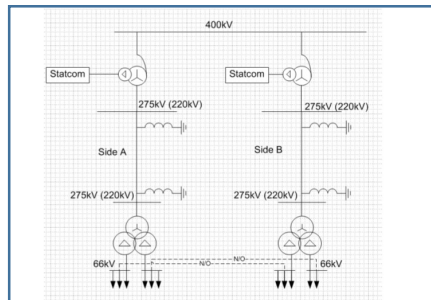 400kV
Statcom
Statcom
275kV (220kV)
275kV (220kV)
Side A
Side B
275kV (220kV)
275kV (220kV)
N/O
N/O
66kV
66kV